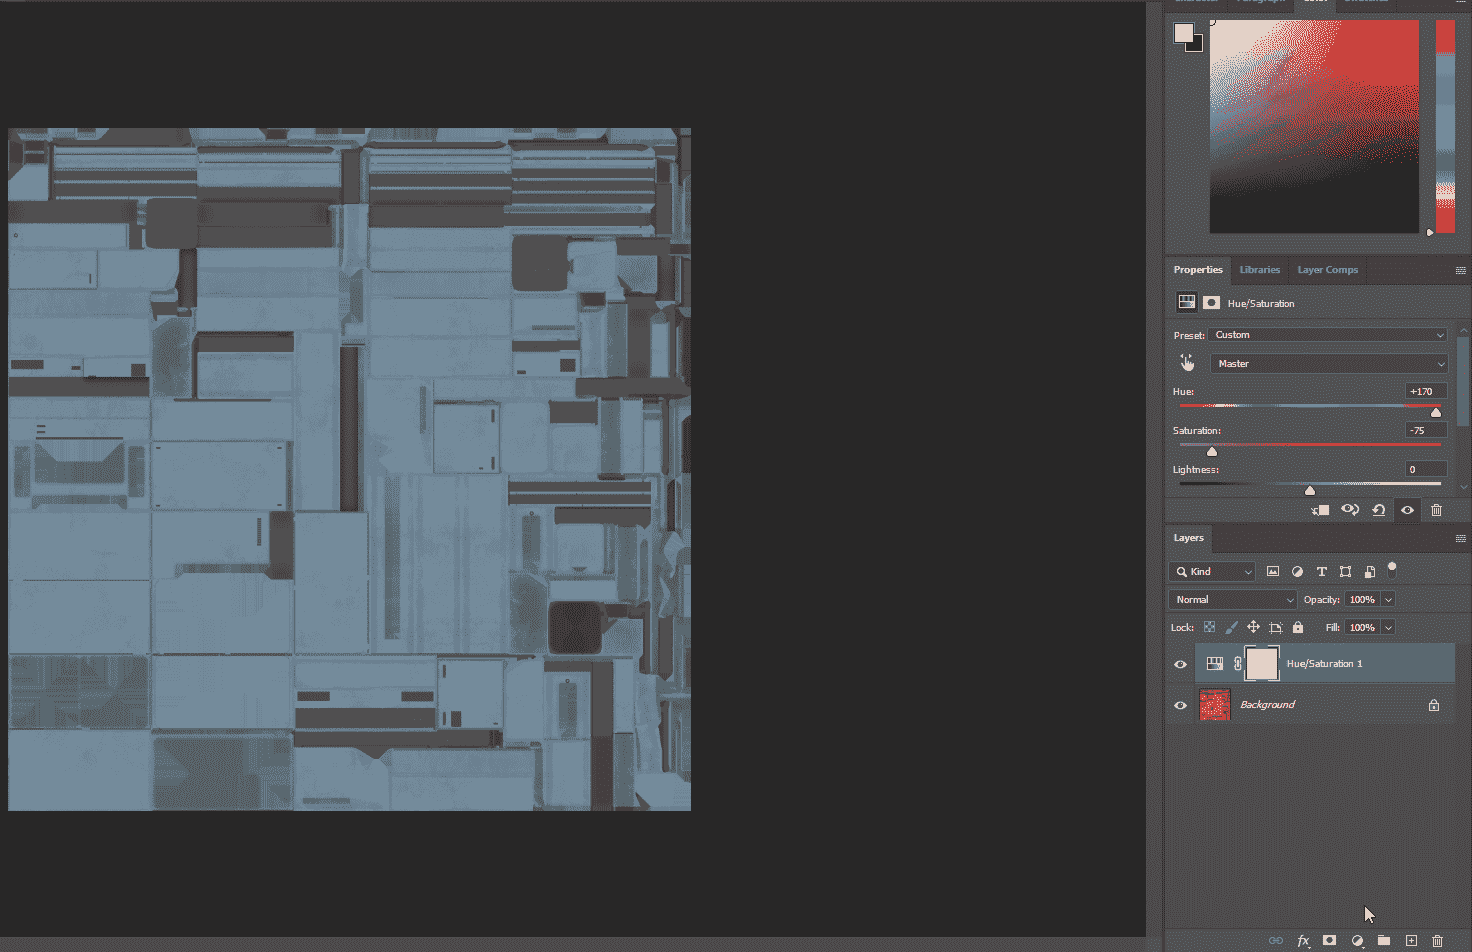 Properties Libraries Layer Comps
Hue/Saturation
Preset: Custom
Master
Hue: +170
Saturation: -75
Lightness: 0
Layers
Kind
Normal Opacity: 100%
Lock: Fill: 100%
Hue/Saturation 1
Background
fx